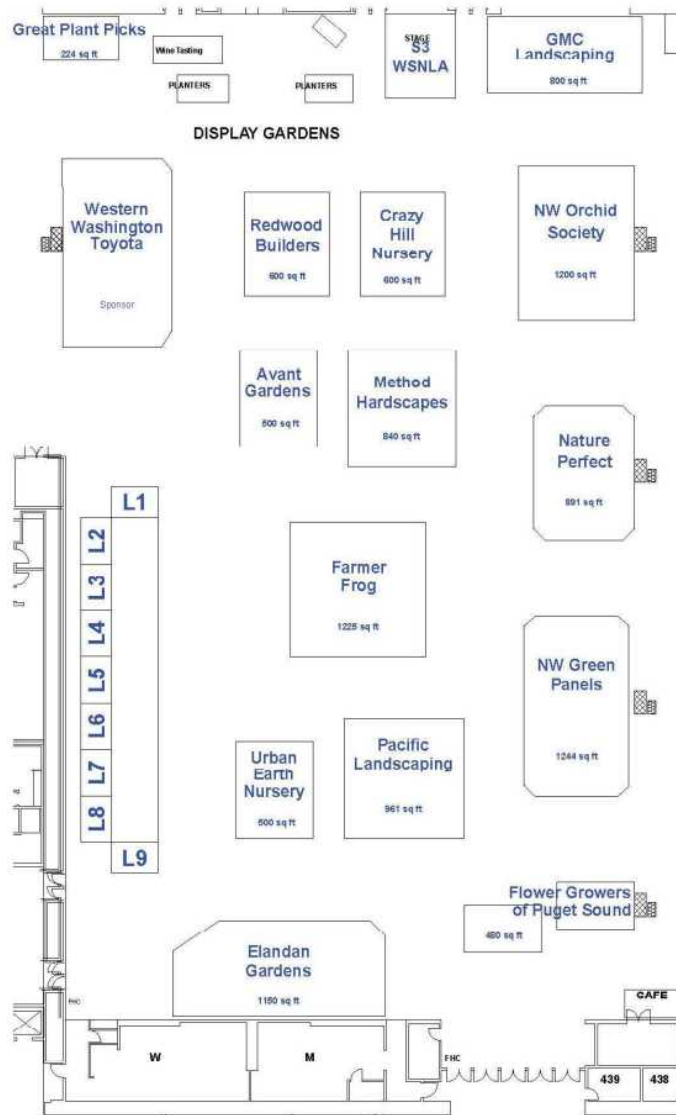 Great Plant Picks
224 sq ft
Wine Tasting
PLANTERS
PLANTERS
STAGE
S3
WSNLA
GMC
Landscaping
800 sq ft
DISPLAY GARDENS
Western
Washington
Toyota
Sponsor
Redwood
Builders
600 sq ft
Crazy
Hill
Nursery
600 sq ft
NW Orchid
Society
1200 sq ft
Avant
Gardens
500 sq ft
Method
Hardscapes
840 sq ft
Nature
Perfect
891 sq ft
L1
L2
L3
L4
L5
L6
L7
L8
L9
Farmer
Frog
1225 sq ft
NW Green
Panels
1244 sq ft
Urban
Earth
Nursery
500 sq ft
Pacific
Landscaping
961 sq ft
Flower Growers
of Puget Sound
480 sq ft
Elandan
Gardens
1150 sq ft
FHC
W
M
FHC
CAFE
439
438